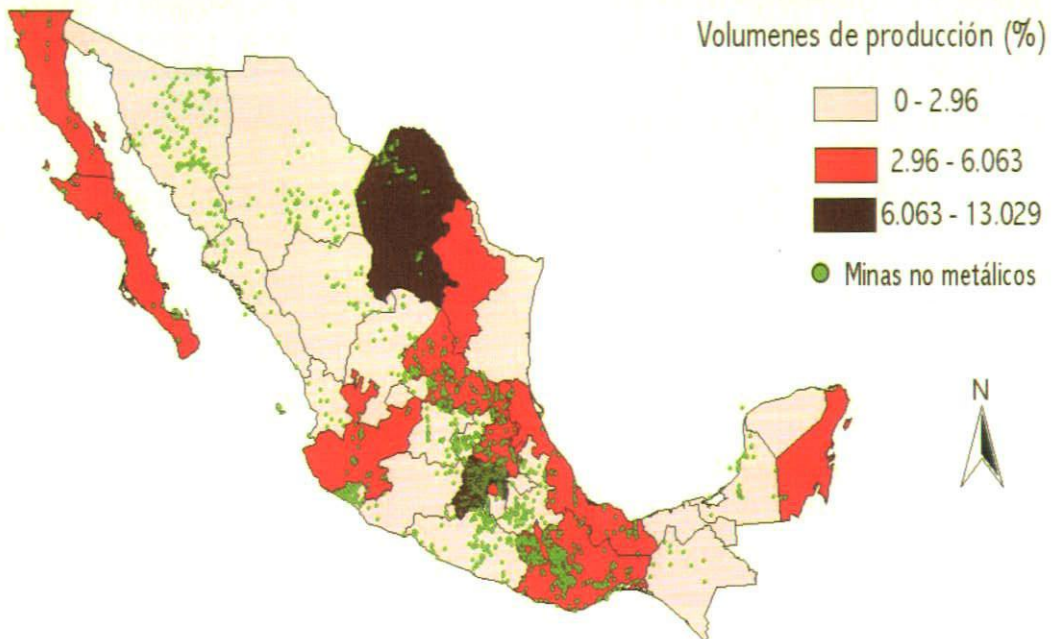 Volumenes de producción (%)
0 - 2.96
2.96 - 6.063
6.063 - 13.029
Minas no metálicos
N